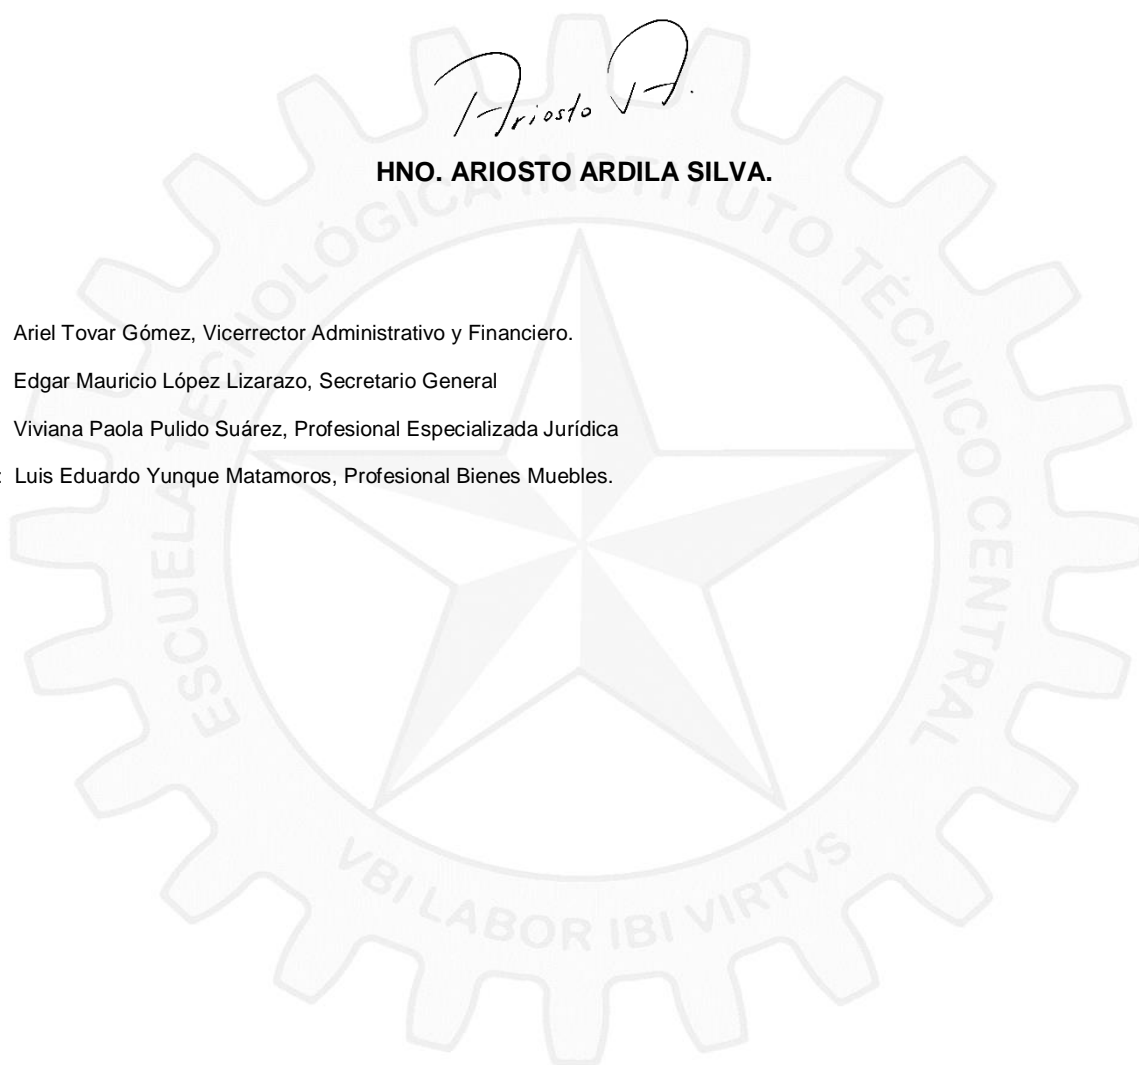 Ariosto A.
HNO. ARIOSTO ARDILA SILVA.
Ariel Tovar Gómez, Vicerrector Administrativo y Financiero.
Edgar Mauricio López Lizarazo, Secretario General
Viviana Paola Pulido Suárez, Profesional Especializada Jurídica
: Luis Eduardo Yunque Matamoros, Profesional Bienes Muebles.
ESCUELA TECNOLÓGICA INSTITUTO TÉCNICO CENTRAL
VBI LABOR IBI VIRTVS